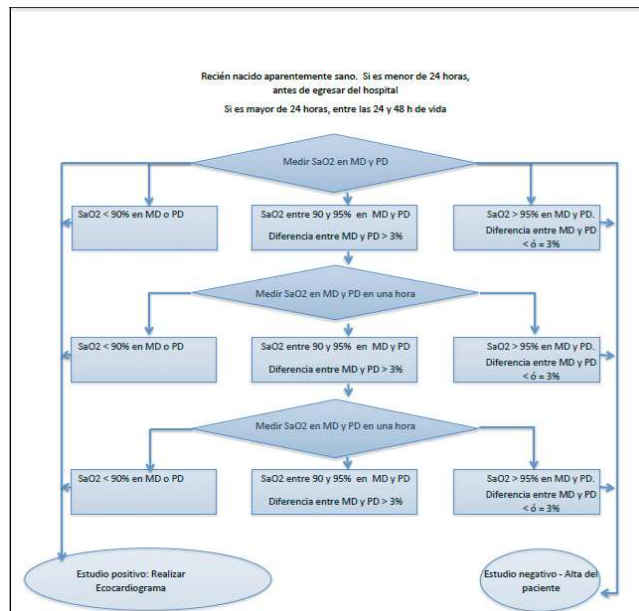 Recién nacido aparentemente sano. Si es menor de 24 horas,
antes de egresar del hospital
Si es mayor de 24 horas, entre las 24 y 48 h de vida
Medir SaO2 en MD y PD
SaO2 < 90% en MD o PD
SaO2 entre 90 y 95% en MD y PD
Diferencia entre MD y PD > 3%
SaO2 > 95% en MD y PD.
Diferencia entre MD y PD
< ó = 3%
Medir SaO2 en MD y PD en una hora
SaO2 < 90% en MD o PD
SaO2 entre 90 y 95% en MD y PD
Diferencia entre MD y PD > 3%
SaO2 > 95% en MD y PD.
Diferencia entre MD y PD
< ó = 3%
Medir SaO2 en MD y PD en una hora
SaO2 < 90% en MD o PD
SaO2 entre 90 y 95% en MD y PD
Diferencia entre MD y PD > 3%
SaO2 > 95% en MD y PD.
Diferencia entre MD y PD
< ó = 3%
Estudio positivo: Realizar
Ecocardiograma
Estudio negativo - Alta del
paciente